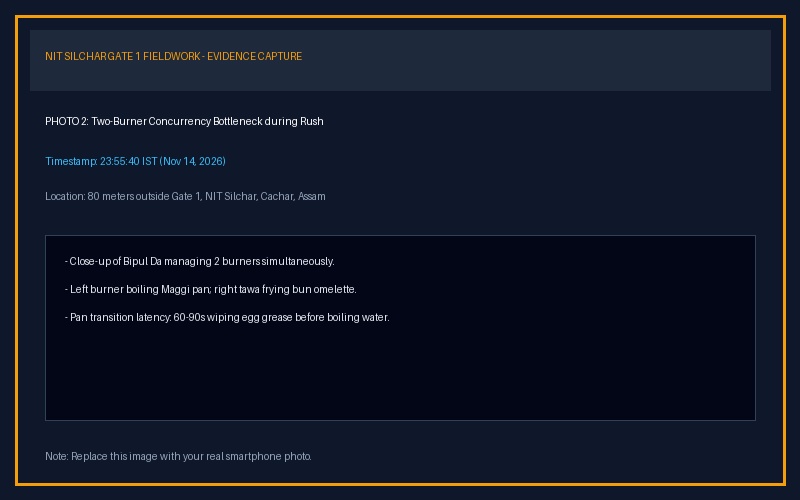 NIT SILCHAR GATE 1 FIELDWORK - EVIDENCE CAPTURE
PHOTO 2: Two-Burner Concurrency Bottleneck during Rush
Timestamp: 23:55:40 IST (Nov 14, 2026)
Location: 80 meters outside Gate 1, NIT Silchar, Cachar, Assam
- Close-up of Bipul Da managing 2 burners simultaneously.
- Left burner boiling Maggi pan; right tawa frying bun omelette.
- Pan transition latency: 60-90s wiping egg grease before boiling water.
Note: Replace this image with your real smartphone photo.